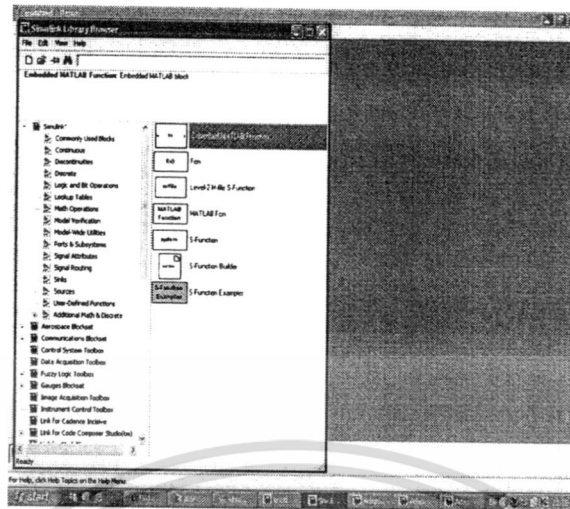 Simulink Library Browser
File Edit View Help
Embedded MATLAB Function: Embedded MATLAB block
Simulink
Commonly Used Blocks
Continuous
Discontinuities
Discrete
Logic and Bit Operations
Lookup Tables
Math Operations
Model Verification
Model-Wide Utilities
Ports & Subsystems
Signal Attributes
Signal Routing
Sinks
Sources
User-Defined Functions
Additional Math & Discrete
Aerospace Blockset
Communications Blockset
Control System Toolbox
Data Acquisition Toolbox
Fuzzy Logic Toolbox
Gauges Blockset
Image Acquisition Toolbox
Instrument Control Toolbox
Link for Cadence Incisive
Link for Code Composer Studio(tm)
Embedded MATLAB Function
Fcn
Level-2 M-file S-Function
MATLAB Function
MATLAB Fcn
S-Function
S-Function Builder
S-Function Examples
S-Function Examples
Ready
For Help, click Help Topics on the Help Menu.
start